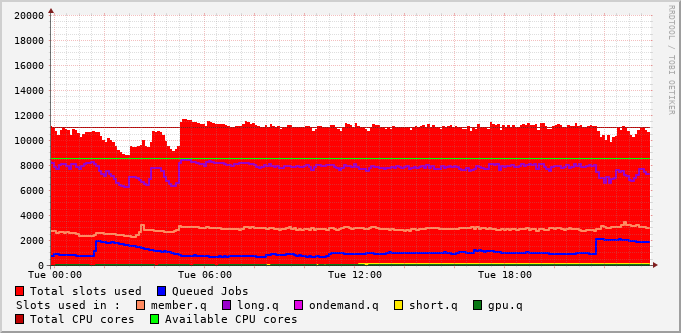 20000
18000
16000
14000
12000
10000
8000
6000
4000
2000
0
Tue 00:00 Tue 06:00 Tue 12:00 Tue 18:00
RRDTOOL / TOBI OETIKER
Total slots used Queued Jobs
Slots used in : member.q long.q ondemand.q short.q gpu.q
Total CPU cores Available CPU cores